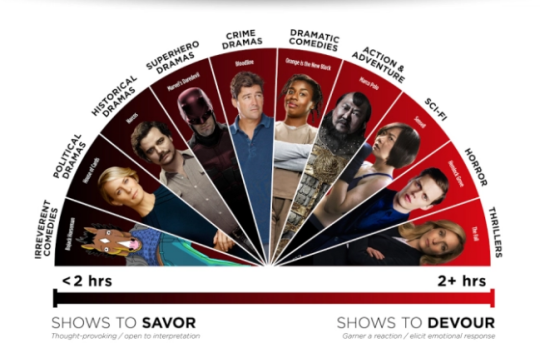 IRREVERENT
COMEDIES
BoJack Horseman
POLITICAL
DRAMAS
House of Cards
HISTORICAL
DRAMAS
Narcos
SUPERHERO
DRAMAS
Marvel's Daredevil
CRIME
DRAMAS
Bloodline
DRAMATIC
COMEDIES
Orange Is the New Black
ACTION &
ADVENTURE
Marco Polo
SCI-FI
Sense8
HORROR
Hemlock Grove
THRILLERS
The Fall
<2 hrs
2+ hrs
SHOWS TO SAVOR
Thought-provoking / open to interpretation
SHOWS TO DEVOUR
Garner a reaction / elicit emotional response